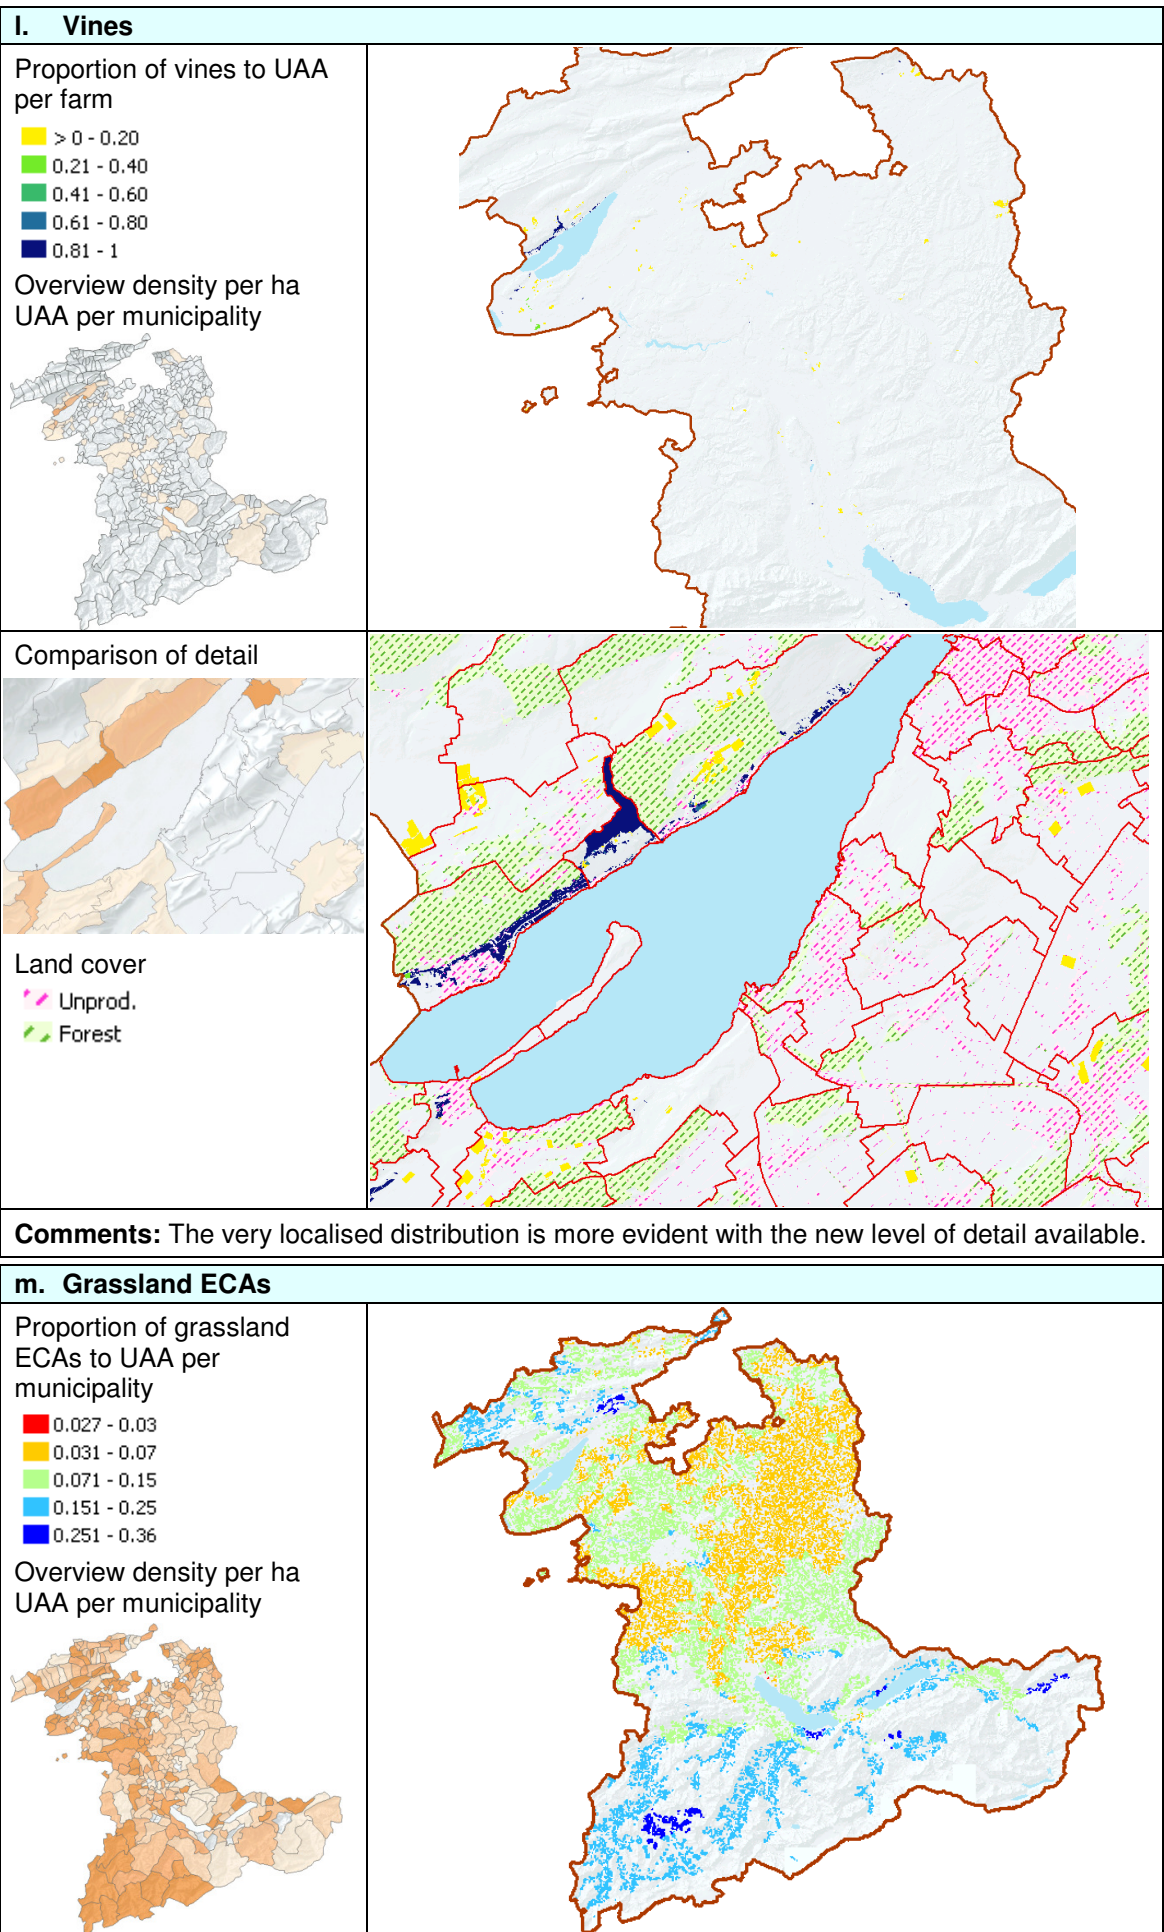 l. Vines
Proportion of vines to UAA
per farm
> 0 - 0.20
0.21 - 0.40
0.41 - 0.60
0.61 - 0.80
0.81 - 1
Overview density per ha
UAA per municipality
Comparison of detail
Land cover
Unprod.
Forest
Comments: The very localised distribution is more evident with the new level of detail available.
m. Grassland ECAs
Proportion of grassland
ECAs to UAA per
municipality
0.027 - 0.03
0.031 - 0.07
0.071 - 0.15
0.151 - 0.25
0.251 - 0.36
Overview density per ha
UAA per municipality